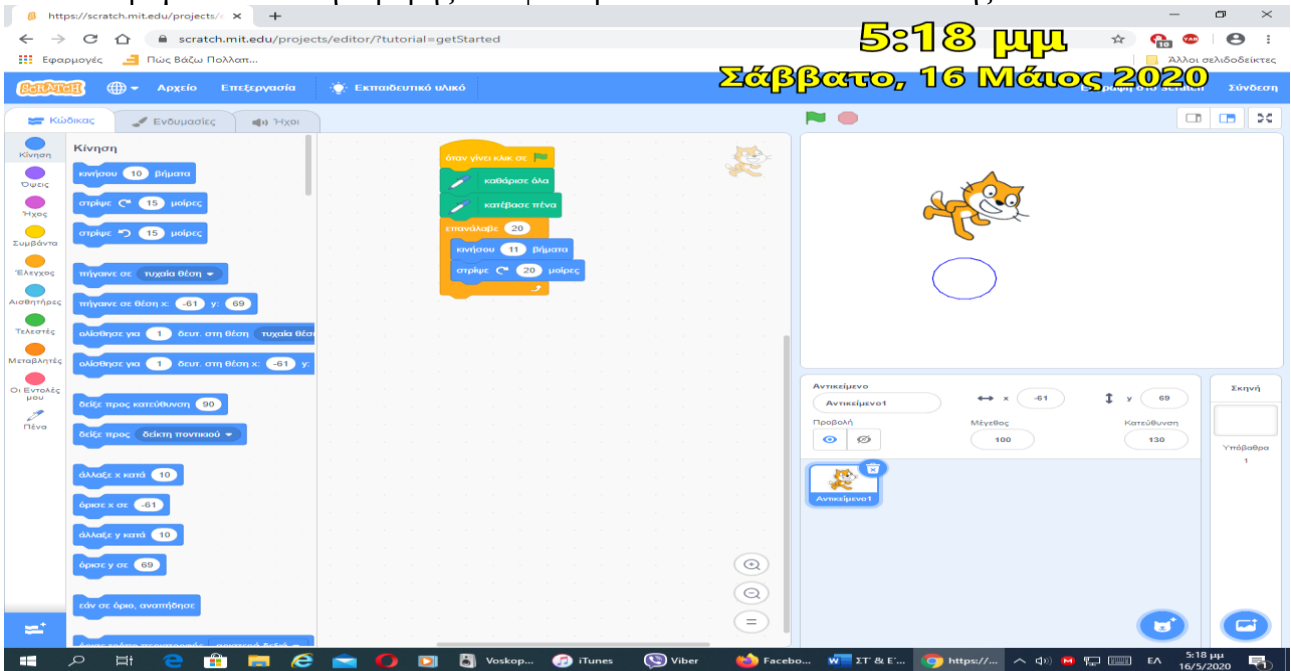 https://scratch.mit.edu/projects/e
scratch.mit.edu/projects/editor/?tutorial=getStarted
5:18 μμ
Εφαρμογές
Πώς Βάζω Πολλαπ...
Άλλοι σελιδοδείκτες
Σάββατο, 16 Μάιος 2020
SCRATCH
Αρχείο
Επεξεργασία
Εκπαιδευτικό υλικό
Σύνδεση
Κώδικας
Ενδυμασίες
Ήχοι
Κίνηση
Όψεις
Ήχος
Συμβάντα
Έλεγχος
Αισθητήρες
Τελεστές
Μεταβλητές
Οι Εντολές μου
Πένα
Κίνηση
κινήσου 10 βήματα
στρίψε 15 μοίρες
στρίψε 15 μοίρες
πήγαινε σε τυχαία θέση
πήγαινε σε θέση x: -61 y: 69
ολίσθησε για 1 δευτ. στη θέση τυχαία θέσ
ολίσθησε για 1 δευτ. στη θέση x: -61 y:
δείξε προς κατεύθυνση 90
δείξε προς δείκτη ποντικιού
άλλαξε x κατά 10
όρισε x σε -61
άλλαξε y κατά 10
όρισε y σε 69
εάν σε όριο, αναπήδησε
όταν γίνει κλικ σε
καθάρισε όλα
κατέβασε πένα
επανάλαβε 20
κινήσου 11 βήματα
στρίψε 20 μοίρες
Αντικείμενο
Αντικείμενο1
x -61
y 69
Προβολή
Μέγεθος
100
Κατεύθυνση
130
Αντικείμενο1
Σκηνή
Υπόβαθρα
1
Voskop...
iTunes
Viber
Facebo...
ΣΤ' & Ε'...
https://...
ΕΛ
5:18 μμ
16/5/2020